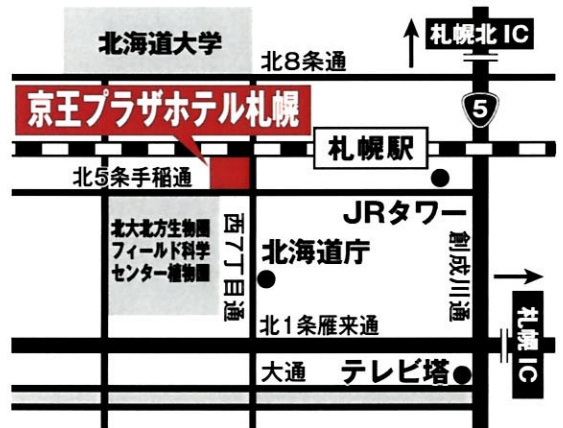 北海道大学
札幌北IC
北8条通
5
京王プラザホテル札幌
札幌駅
北5条手稲通
JRタワー
北大北方生物圏
フィールド科学
センター植物園
西7丁目通
北海道庁
創成川通
北1条雁来通
札幌IC
大通
テレビ塔